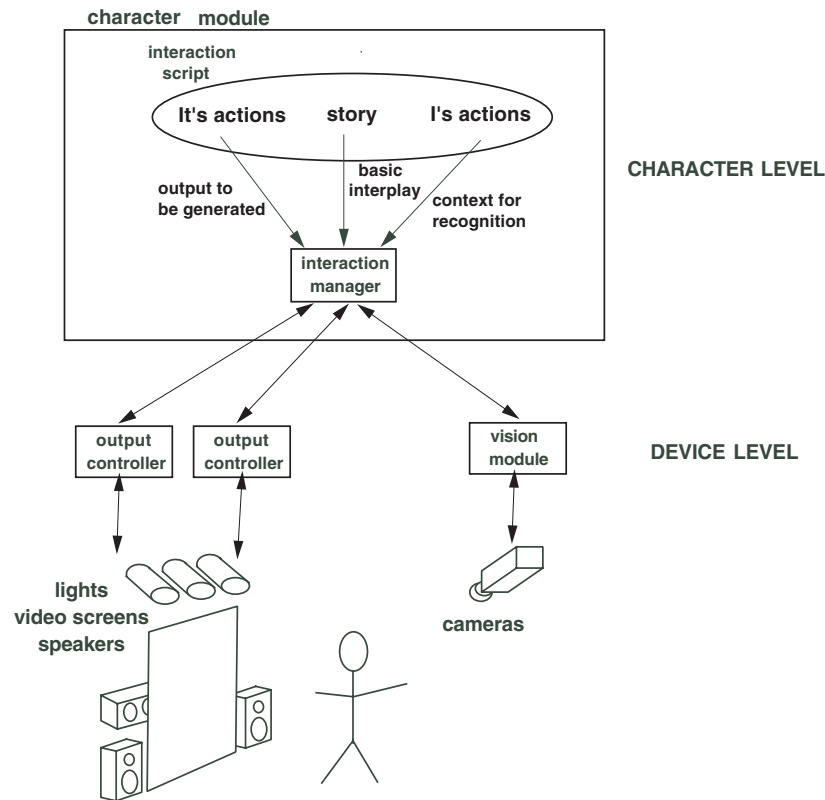 character module
interaction
script
It's actions
story
I's actions
output to
be generated
basic
interplay
context for
recognition
interaction
manager
CHARACTER LEVEL
output
controller
output
controller
vision
module
DEVICE LEVEL
lights
video screens
speakers
cameras